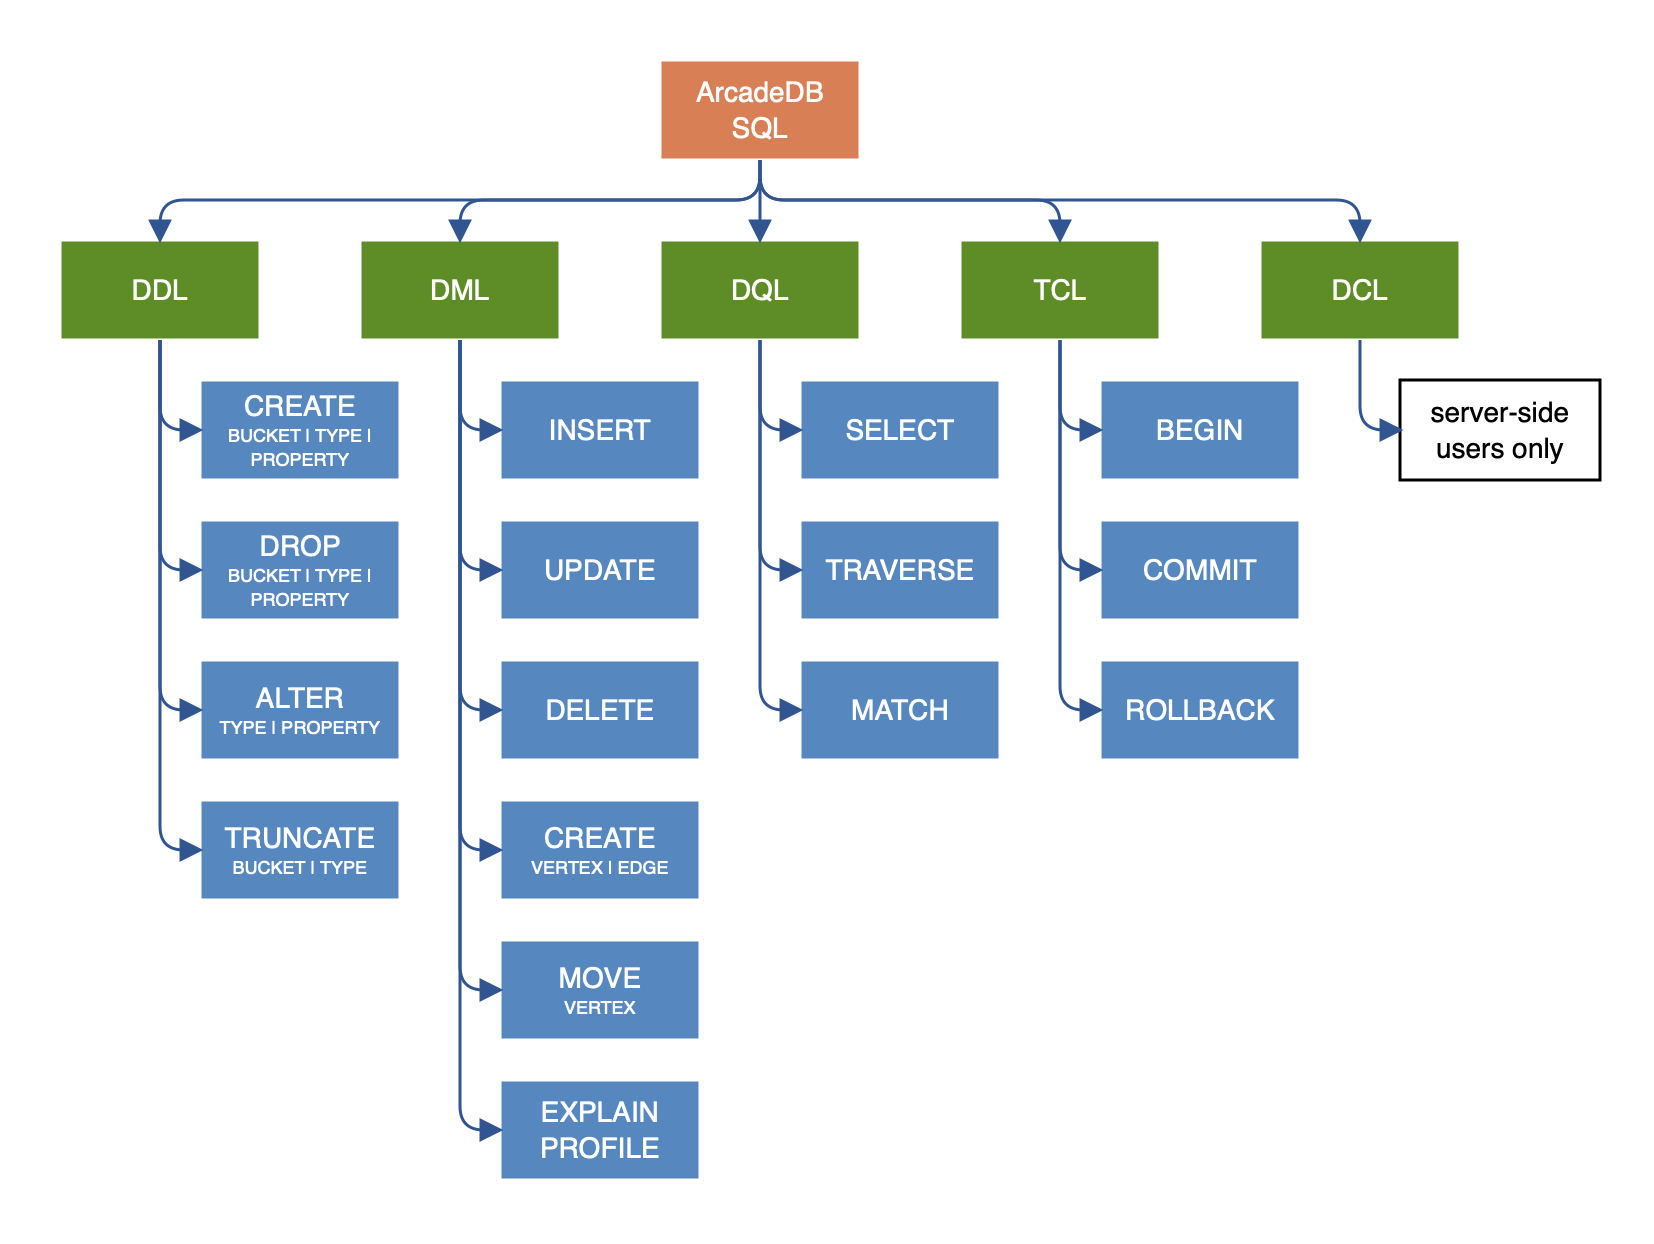 ArcadeDB
SQL
DDL
DML
DQL
TCL
DCL
CREATE
BUCKET | TYPE |
PROPERTY
DROP
BUCKET | TYPE |
PROPERTY
ALTER
TYPE | PROPERTY
TRUNCATE
BUCKET | TYPE
INSERT
UPDATE
DELETE
CREATE
VERTEX | EDGE
MOVE
VERTEX
EXPLAIN
PROFILE
SELECT
TRAVERSE
MATCH
BEGIN
COMMIT
ROLLBACK
server-side
users only